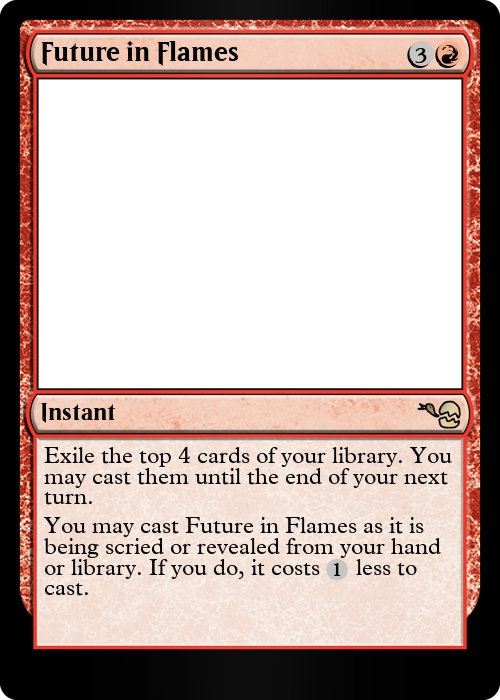 Future in Flames
3
Instant
Exile the top 4 cards of your library. You
may cast them until the end of your next
turn.
You may cast Future in Flames as it is
being scried or revealed from your hand
or library. If you do, it costs 1 less to
cast.